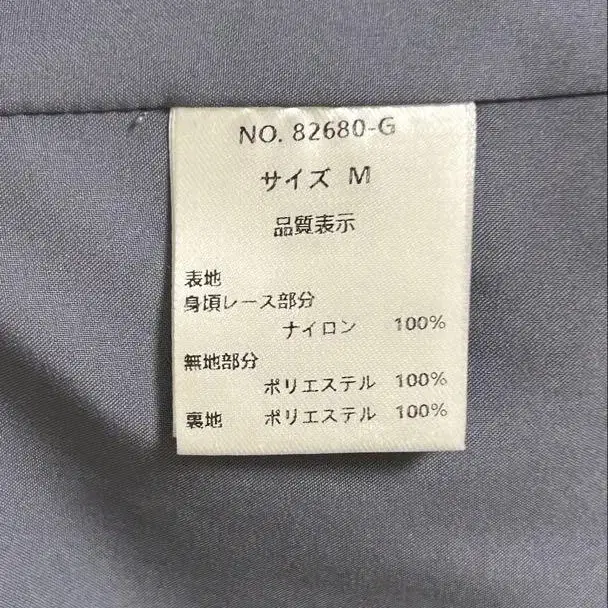 NO. 82680-G
サイズ M
品質表示
表地
身頃レース部分
ナイロン 100%
無地部分
ポリエステル 100%
裏地 ポリエステル 100%